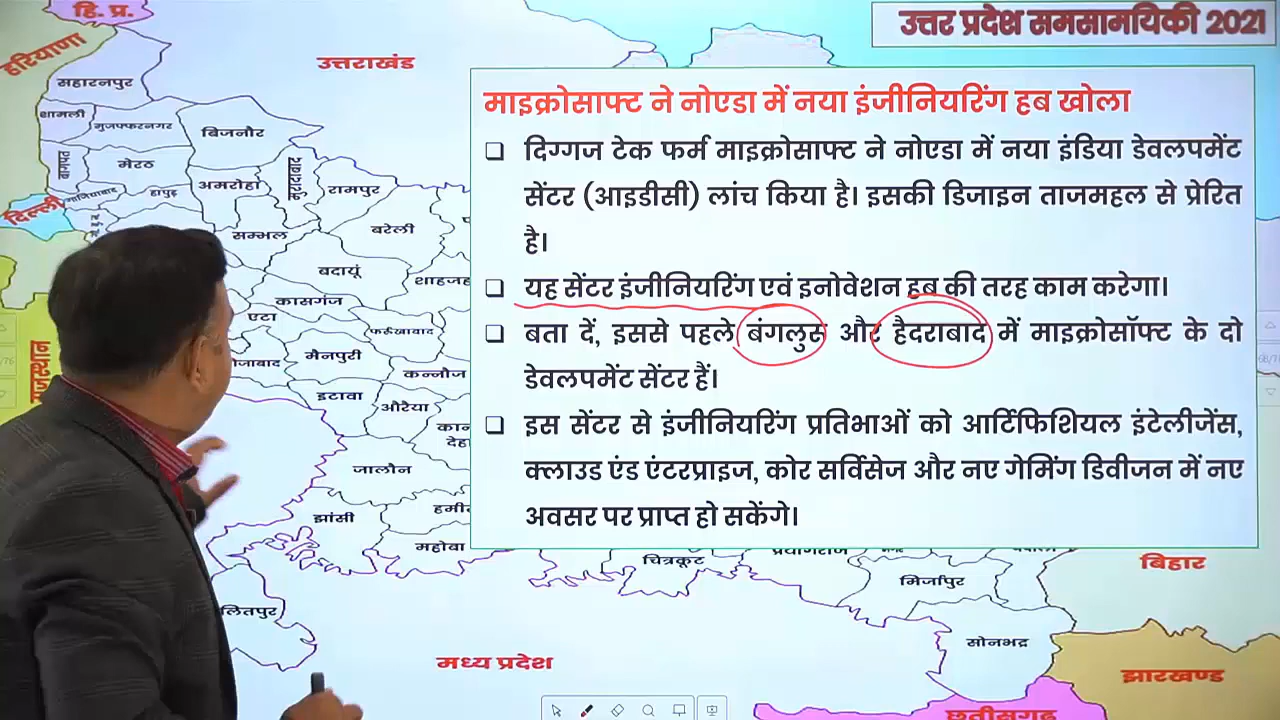 उत्तर प्रदेश समसामयिकी 2021
माइक्रोसाफ्ट ने नोएडा में नया इंजीनियरिंग हब खोला
❑ दिग्गज टेक फर्म माइक्रोसाफ्ट ने नोएडा में नया इंडिया डेवलपमेंट
सेंटर (आइडीसी) लांच किया है। इसकी डिजाइन ताजमहल से प्रेरित
है।
❑ यह सेंटर इंजीनियरिंग एवं इनोवेशन हब की तरह काम करेगा।
❑ बता दें, इससे पहले बंगलुरु और हैदराबाद में माइक्रोसॉफ्ट के दो
डेवलपमेंट सेंटर हैं।
❑ इस सेंटर से इंजीनियरिंग प्रतिभाओं को आर्टिफिशियल इंटेलीजेंस,
क्लाउड एंड एंटरप्राइज, कोर सर्विसेज और नए गेमिंग डिवीजन में नए
अवसर पर प्राप्त हो सकेंगे।
हि. प्र.
हरियाणा
उत्तराखंड
सहारनपुर
शामली
मुजफ्फरनगर
बिजनौर
बागपत
मेरठ
अमरोहा
मुरादाबाद
रामपुर
दिल्ली
गाजियाबाद
हापुड़
सम्भल
बरेली
बदायूं
शाहजह
कासगंज
एटा
फर्रुखाबाद
राजस्थान
मैनपुरी
कन्नौज
इटावा
औरैया
कान
देह
जालौन
झांसी
हमी
महोबा
चित्रकूट
प्रयागराज
मिर्जापुर
बिहार
सोनभद्र
मध्य प्रदेश
झारखण्ड
छत्तीसगढ़